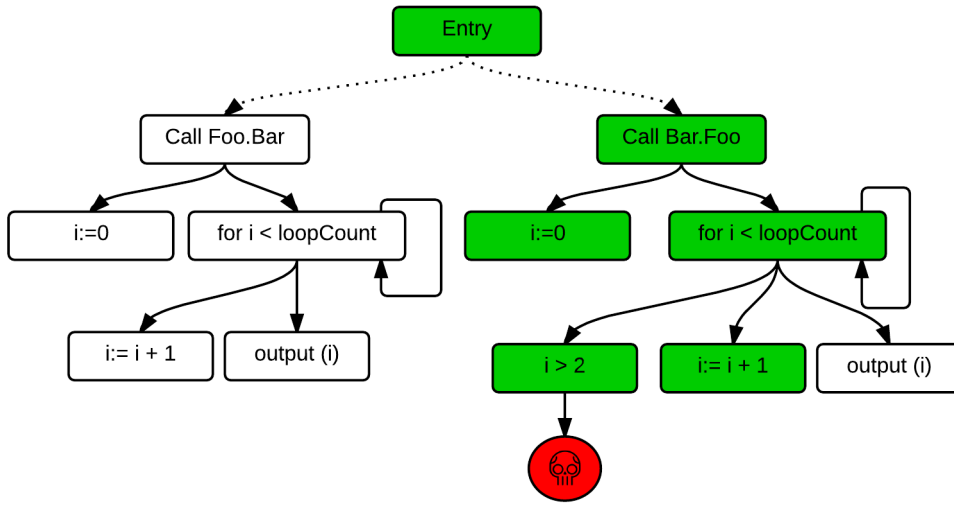 Entry
Call Foo.Bar
Call Bar.Foo
i:=0
for i < loopCount
i:=0
for i < loopCount
i:= i + 1
output (i)
i > 2
i:= i + 1
output (i)